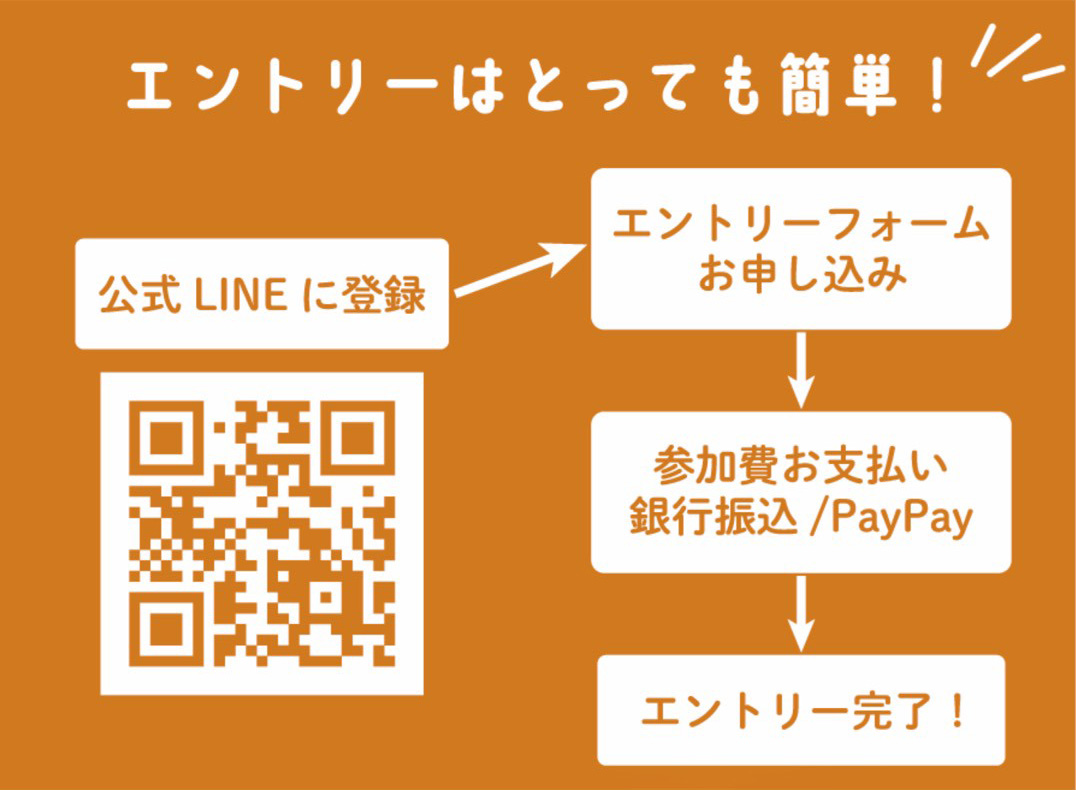 エントリーはとっても簡単！
公式 LINE に登録
エントリーフォーム
お申し込み
参加費お支払い
銀行振込 /PayPay
エントリー完了！